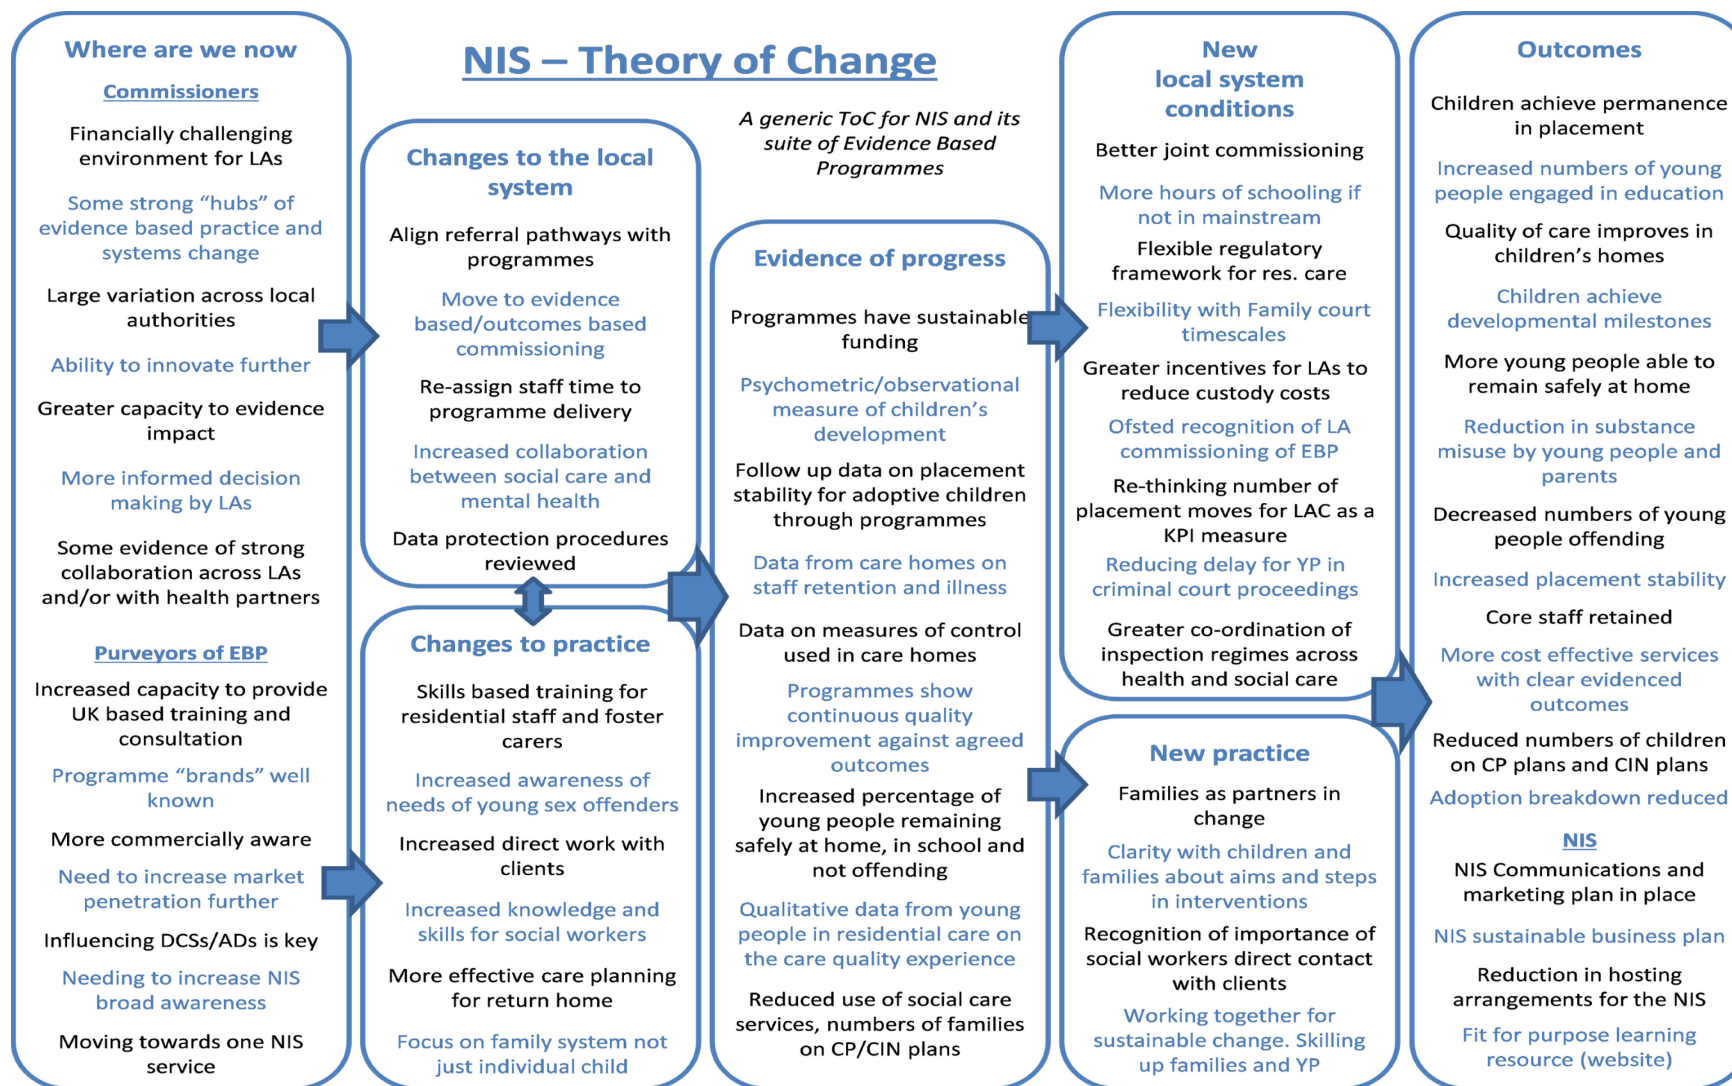 Where are we now
Commissioners
Financially challenging
environment for LAs
Some strong “hubs” of
evidence based practice and
systems change
Large variation across local
authorities
Ability to innovate further
Greater capacity to evidence
impact
More informed decision
making by LAs
Some evidence of strong
collaboration across LAs
and/or with health partners
Purveyors of EBP
Increased capacity to provide
UK based training and
consultation
Programme “brands” well
known
More commercially aware
Need to increase market
penetration further
Influencing DCSs/ADs is key
Needing to increase NIS
broad awareness
Moving towards one NIS
service
NIS – Theory of Change
A generic ToC for NIS and its
suite of Evidence Based
Programmes
Changes to the local
system
Align referral pathways with
programmes
Move to evidence
based/outcomes based
commissioning
Re-assign staff time to
programme delivery
Increased collaboration
between social care and
mental health
Data protection procedures
reviewed
Changes to practice
Skills based training for
residential staff and foster
carers
Increased awareness of
needs of young sex offenders
Increased direct work with
clients
Increased knowledge and
skills for social workers
More effective care planning
for return home
Focus on family system not
just individual child
Evidence of progress
Programmes have sustainable
funding
Psychometric/observational
measure of children’s
development
Follow up data on placement
stability for adoptive children
through programmes
Data from care homes on
staff retention and illness
Data on measures of control
used in care homes
Programmes show
continuous quality
improvement against agreed
outcomes
Increased percentage of
young people remaining
safely at home, in school and
not offending
Qualitative data from young
people in residential care on
the care quality experience
Reduced use of social care
services, numbers of families
on CP/CIN plans
New
local system
conditions
Better joint commissioning
More hours of schooling if
not in mainstream
Flexible regulatory
framework for res. care
Flexibility with Family court
timescales
Greater incentives for LAs to
reduce custody costs
Ofsted recognition of LA
commissioning of EBP
Re-thinking number of
placement moves for LAC as a
KPI measure
Reducing delay for YP in
criminal court proceedings
Greater co-ordination of
inspection regimes across
health and social care
New practice
Families as partners in
change
Clarity with children and
families about aims and steps
in interventions
Recognition of importance of
social workers direct contact
with clients
Working together for
sustainable change. Skilling
up families and YP
Outcomes
Children achieve permanence
in placement
Increased numbers of young
people engaged in education
Quality of care improves in
children’s homes
Children achieve
developmental milestones
More young people able to
remain safely at home
Reduction in substance
misuse by young people and
parents
Decreased numbers of young
people offending
Increased placement stability
Core staff retained
More cost effective services
with clear evidenced
outcomes
Reduced numbers of children
on CP plans and CIN plans
Adoption breakdown reduced
NIS
NIS Communications and
marketing plan in place
NIS sustainable business plan
Reduction in hosting
arrangements for the NIS
Fit for purpose learning
resource (website)